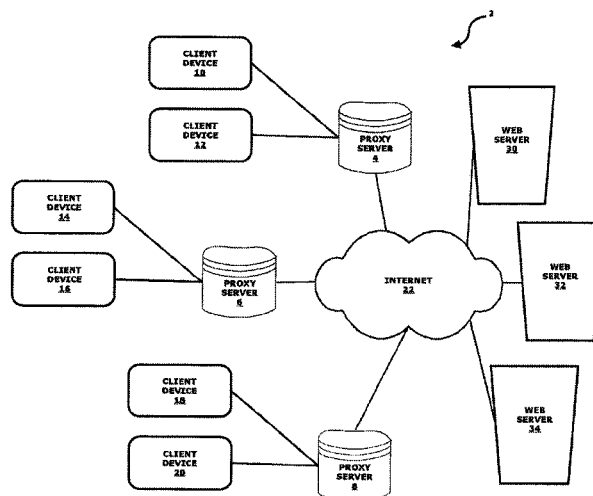 2
CLIENT
DEVICE
10
CLIENT
DEVICE
12
PROXY
SERVER
4
WEB
SERVER
30
CLIENT
DEVICE
14
CLIENT
DEVICE
16
PROXY
SERVER
6
INTERNET
22
WEB
SERVER
32
CLIENT
DEVICE
18
CLIENT
DEVICE
20
PROXY
SERVER
8
WEB
SERVER
34